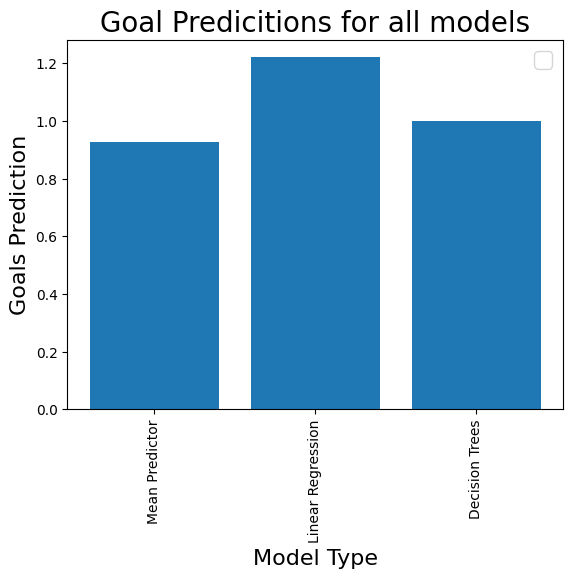 Goal Predicitions for all models
Goals Prediction
1.2
1.0
0.8
0.6
0.4
0.2
0.0
Mean Predictor
Linear Regression
Decision Trees
Model Type